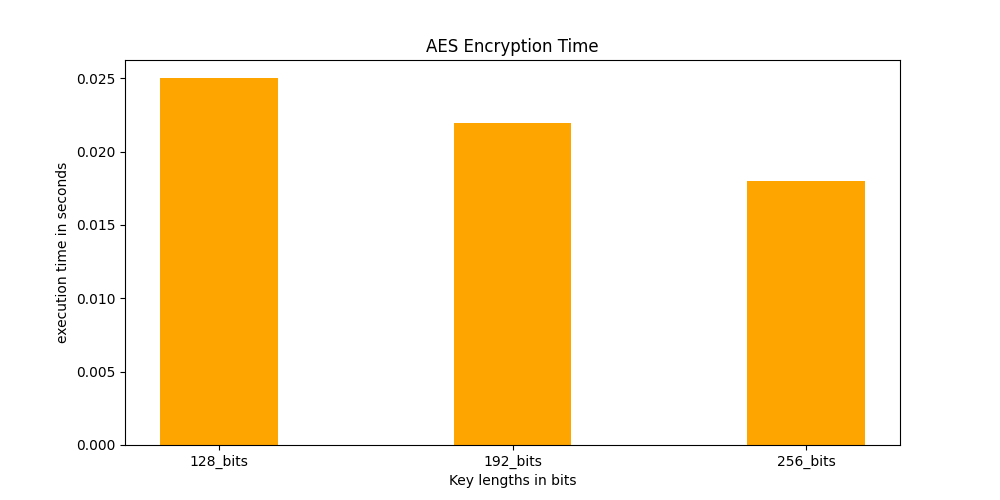 AES Encryption Time
execution time in seconds
0.025
0.020
0.015
0.010
0.005
0.000
128_bits
192_bits
256_bits
Key lengths in bits